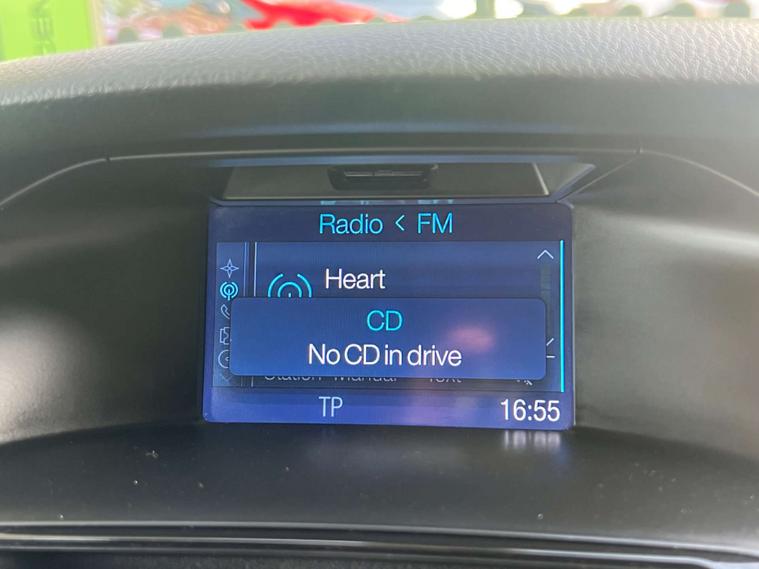 Radio < FM
Heart
CD
No CD in drive
TP
16:55